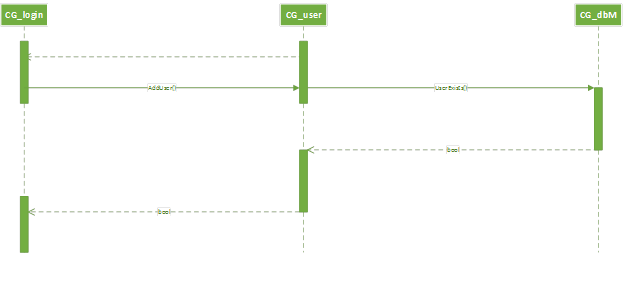 CG_login
CG_user
CG_dbM
AddUser()
UserExists()
bool
bool